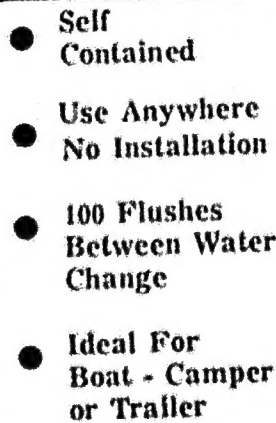 ● Self
Contained
● Use Anywhere
No Installation
● 100 Flushes
Between Water
Change
● Ideal For
Boat - Camper
or Trailer